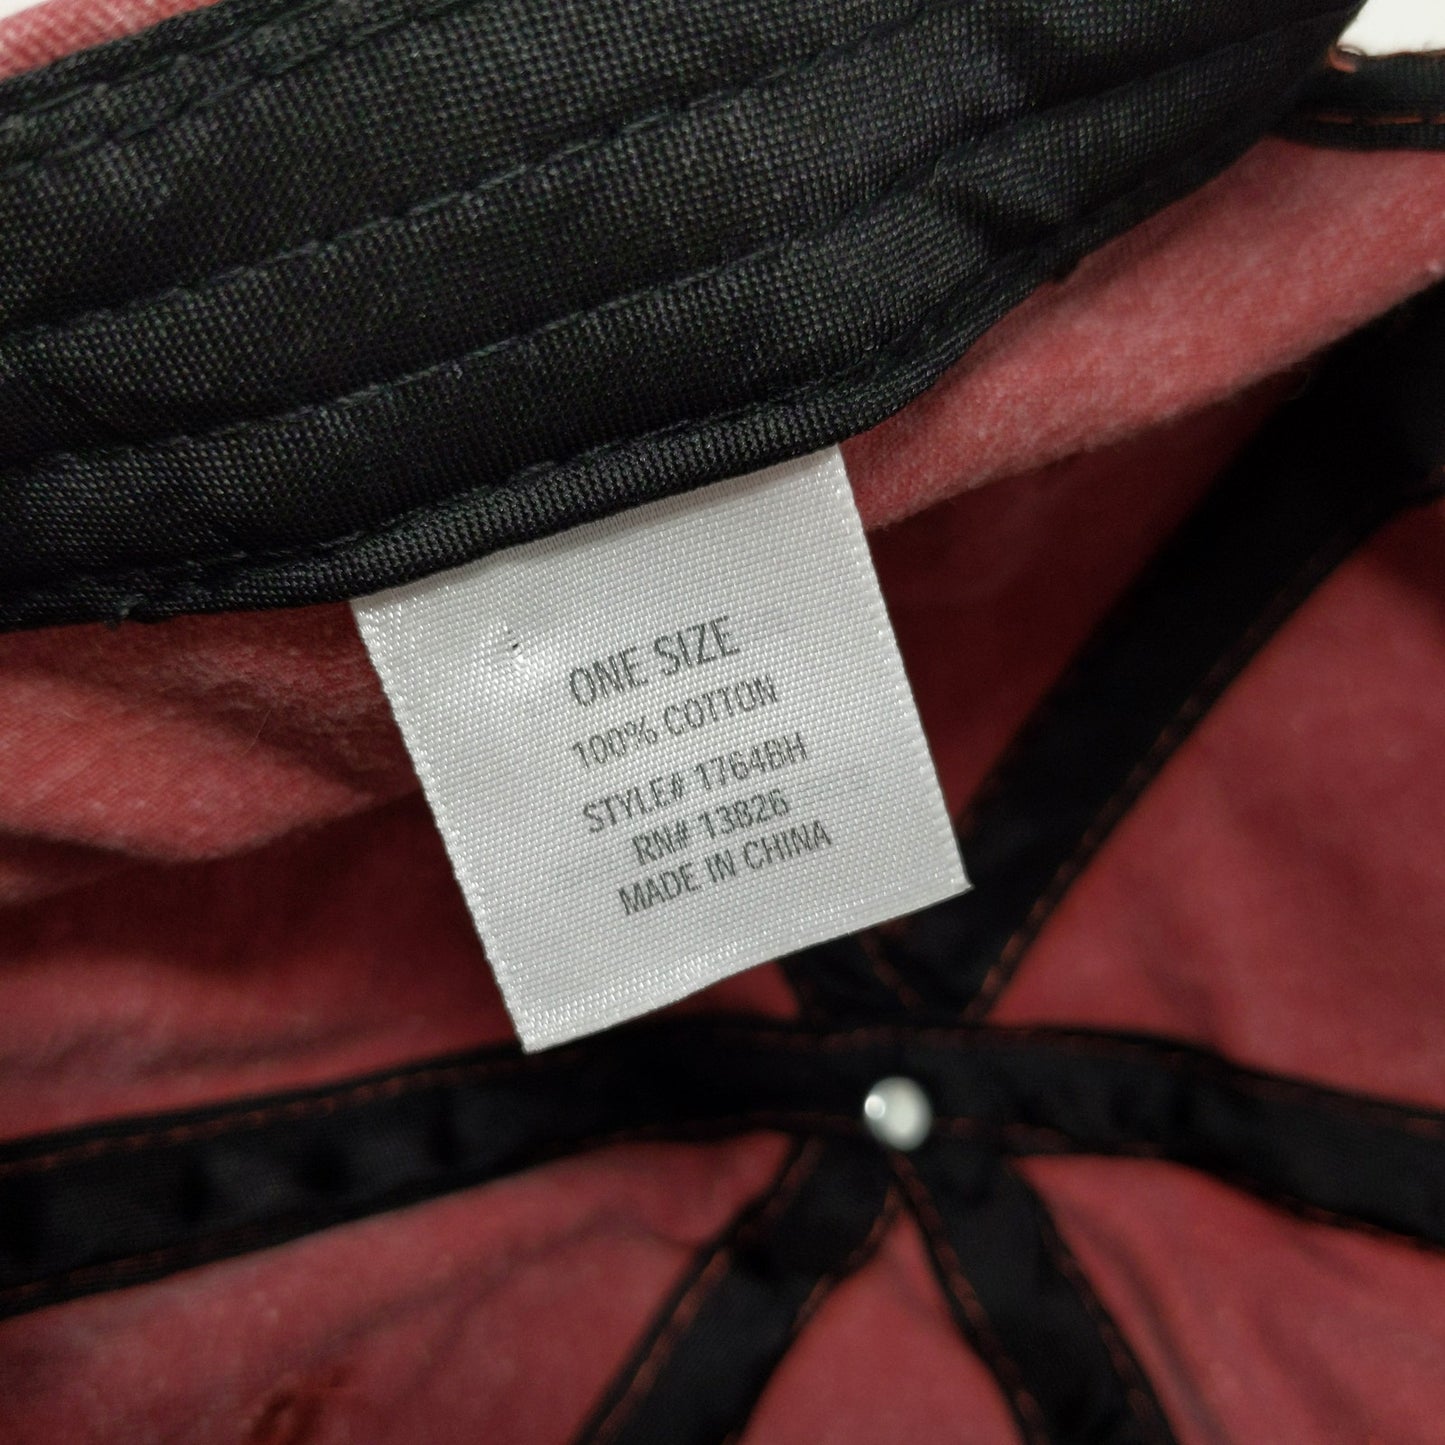 ONE SIZE
100% COTTON
STYLE# 1764BH
RN# 13826
MADE IN CHINA